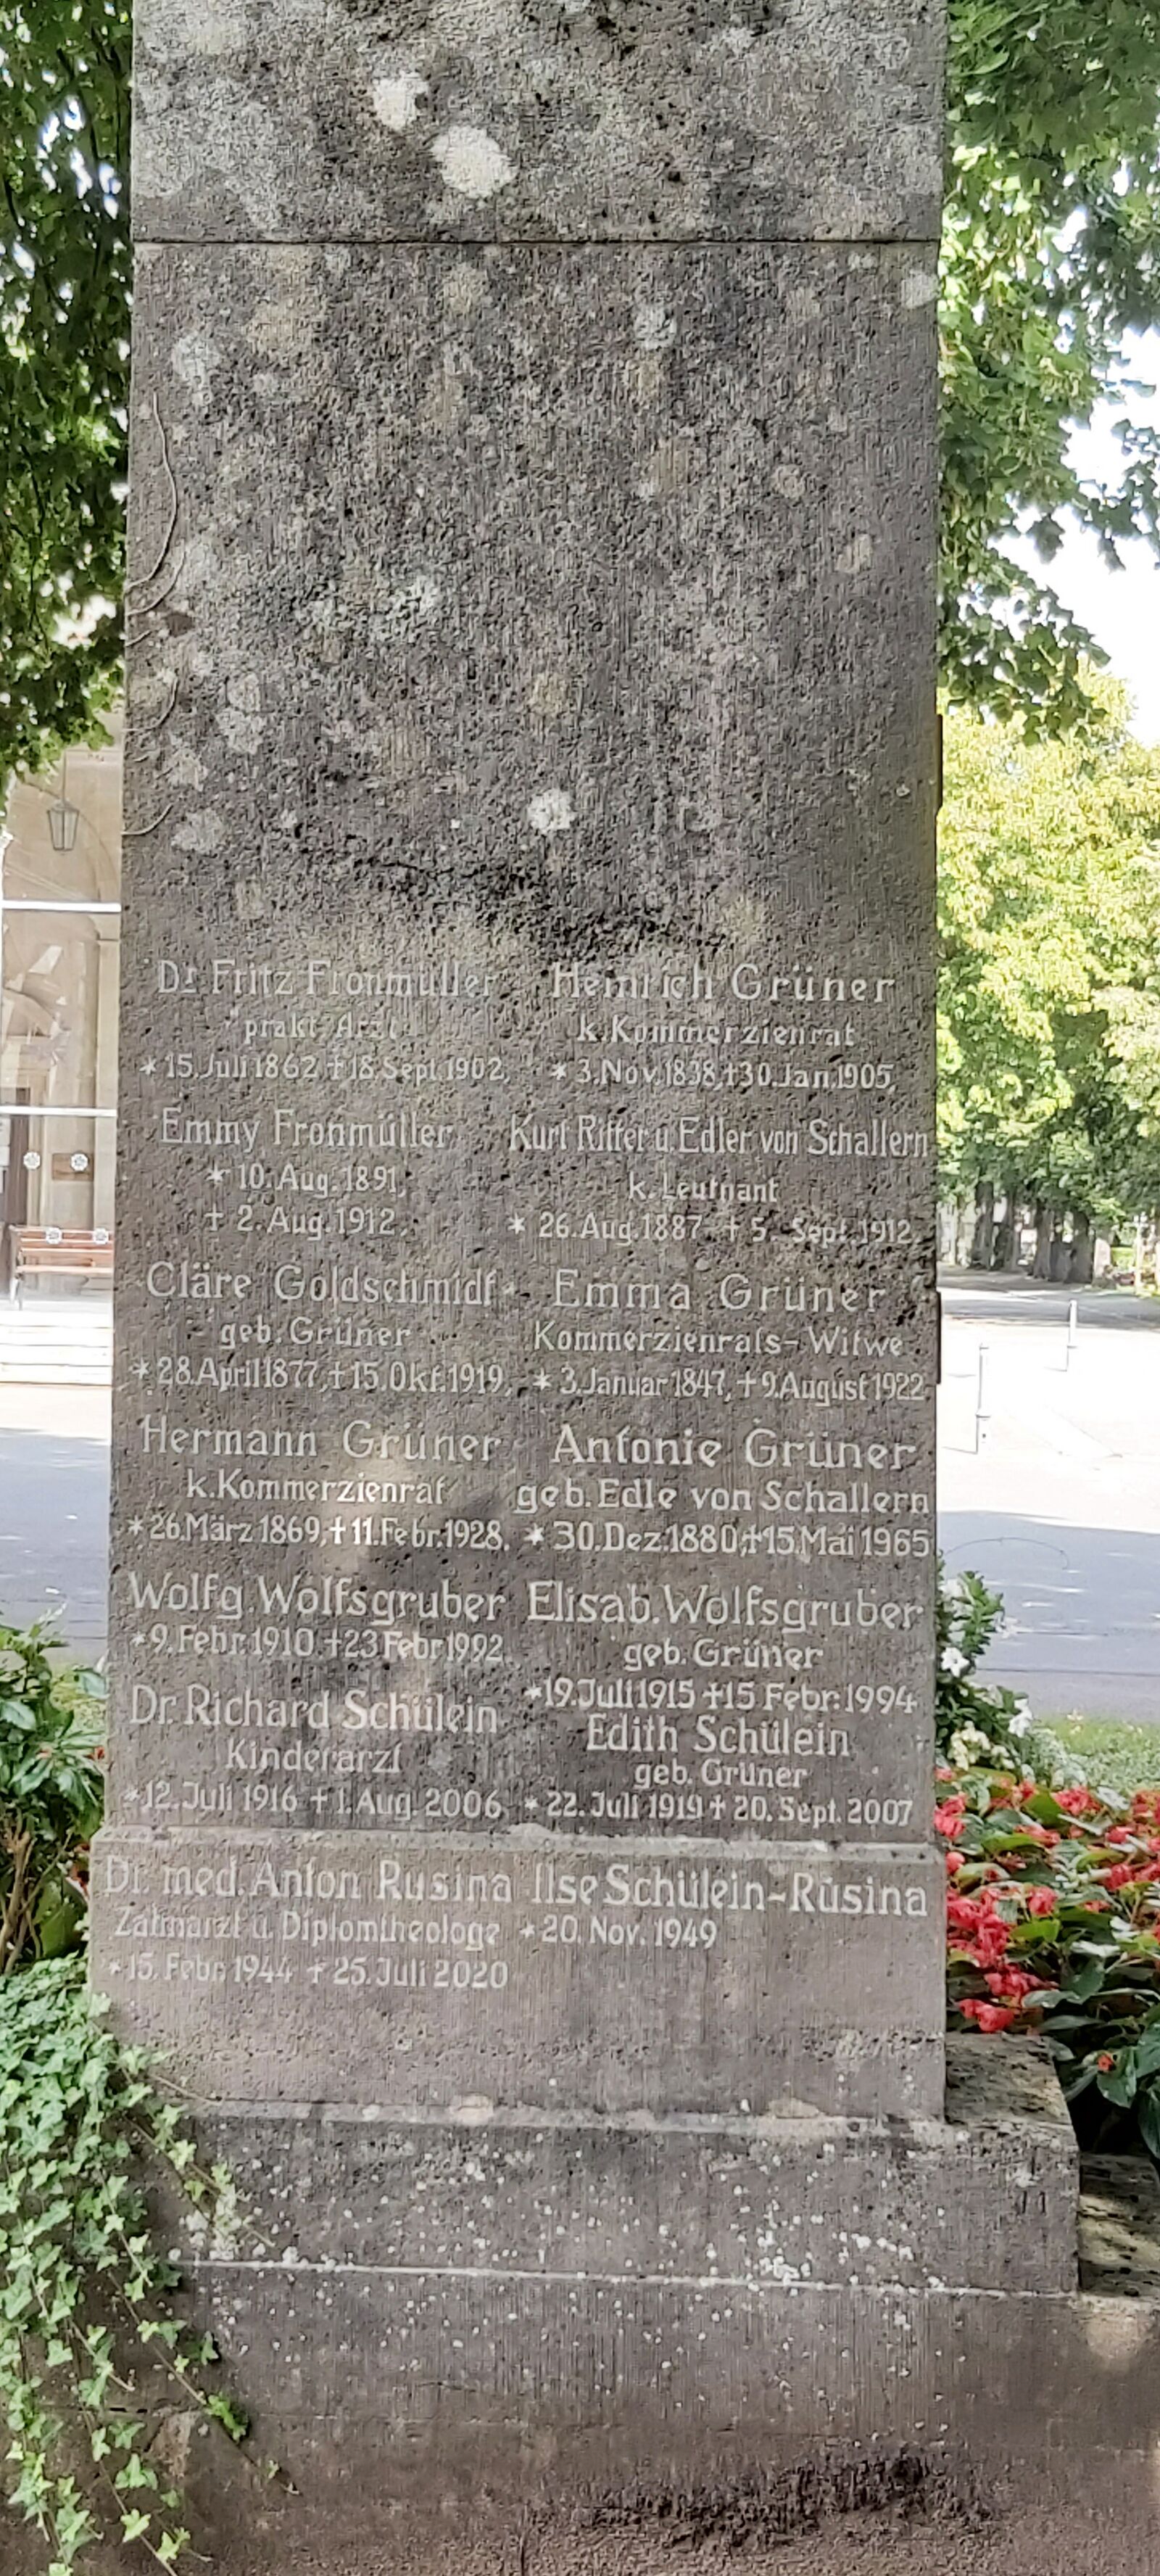 Dr Fritz Fronmüller
prakt. Arzt
* 15. Juli 1862 † 18. Sept. 1902,
Heinrich Grüner
k. Kommerzienrat
* 3. Nov. 1838, † 30. Jan. 1905,
Emmy Fronmüller
* 10. Aug. 1891,
† 2. Aug. 1912,
Kurt Ritter u. Edler von Schallern
k. Leutnant
* 26. Aug. 1887 † 5. Sept. 1912,
Cläre Goldschmidt
geb. Grüner
* 28. April 1877, † 15. Okt. 1919,
Emma Grüner
Kommerzienrats-Witwe
* 3. Januar 1847, † 9. August 1922
Hermann Grüner
k. Kommerzienrat
* 26. März 1869, † 11. Febr. 1928.
Antonie Grüner
geb. Edle von Schallern
* 30. Dez. 1880, † 15. Mai 1965
Wolfg. Wolfsgruber
* 9. Febr. 1910 † 23 Febr 1992
Elisab. Wolfsgruber
geb. Grüner
* 19. Juli 1915 † 15 Febr. 1994
Dr. Richard Schülein
Kinderarzt
* 12. Juli 1916 † 1. Aug. 2006
Edith Schülein
geb. Grüner
* 22. Juli 1919 † 20. Sept. 2007
Dr. med. Anton Rusina
Zahnarzt u. Diplomtheologe
* 15. Febr. 1944 † 25. Juli 2020
Ilse Schülein-Rusina
* 20. Nov. 1949